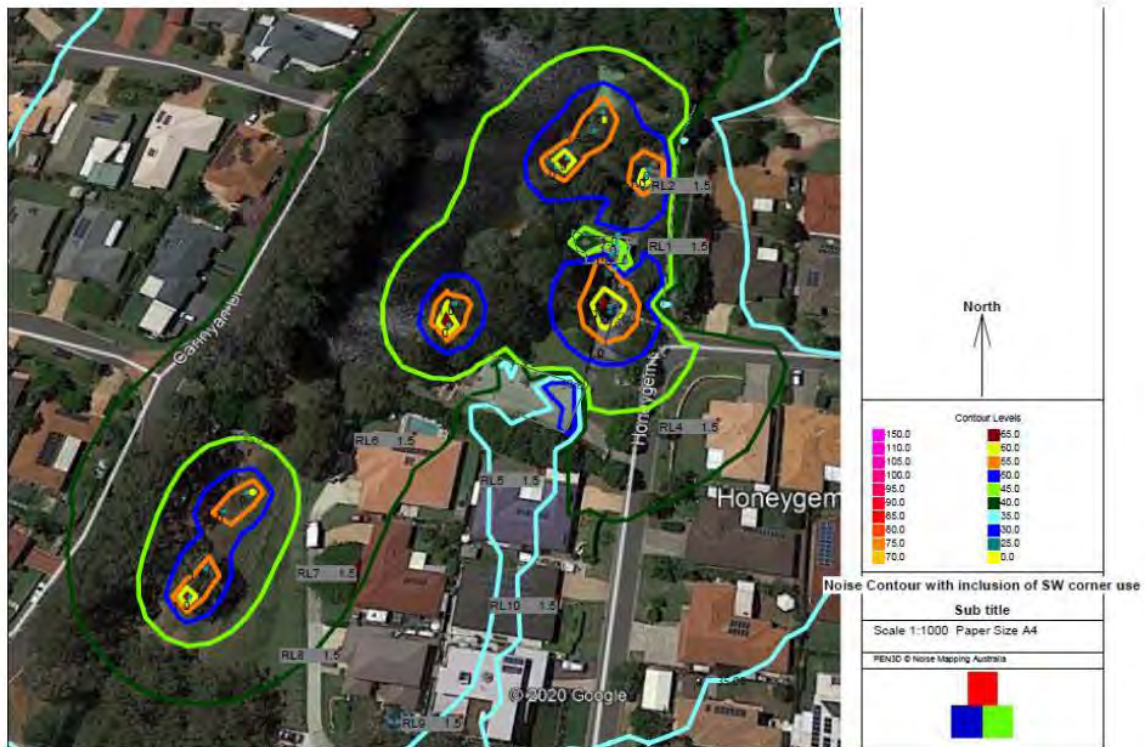 RL2 1.5
RL1 1.5
Gannyan Dr
RL6 1.5
RL4 1.5
Honeygem
RL5 1.5
Honeygem
RL7 1.5
RL10 1.5
RL8 1.5
© 2020 Google
RL9 1.5
North
Contour Levels
150.0 65.0
110.0 60.0
105.0 55.0
100.0 50.0
95.0 45.0
90.0 40.0
85.0 35.0
80.0 30.0
75.0 25.0
70.0 0.0
Noise Contour with inclusion of SW corner use
Sub title
Scale 1:1000 Paper Size A4
PEN3D © Noise Mapping Australia